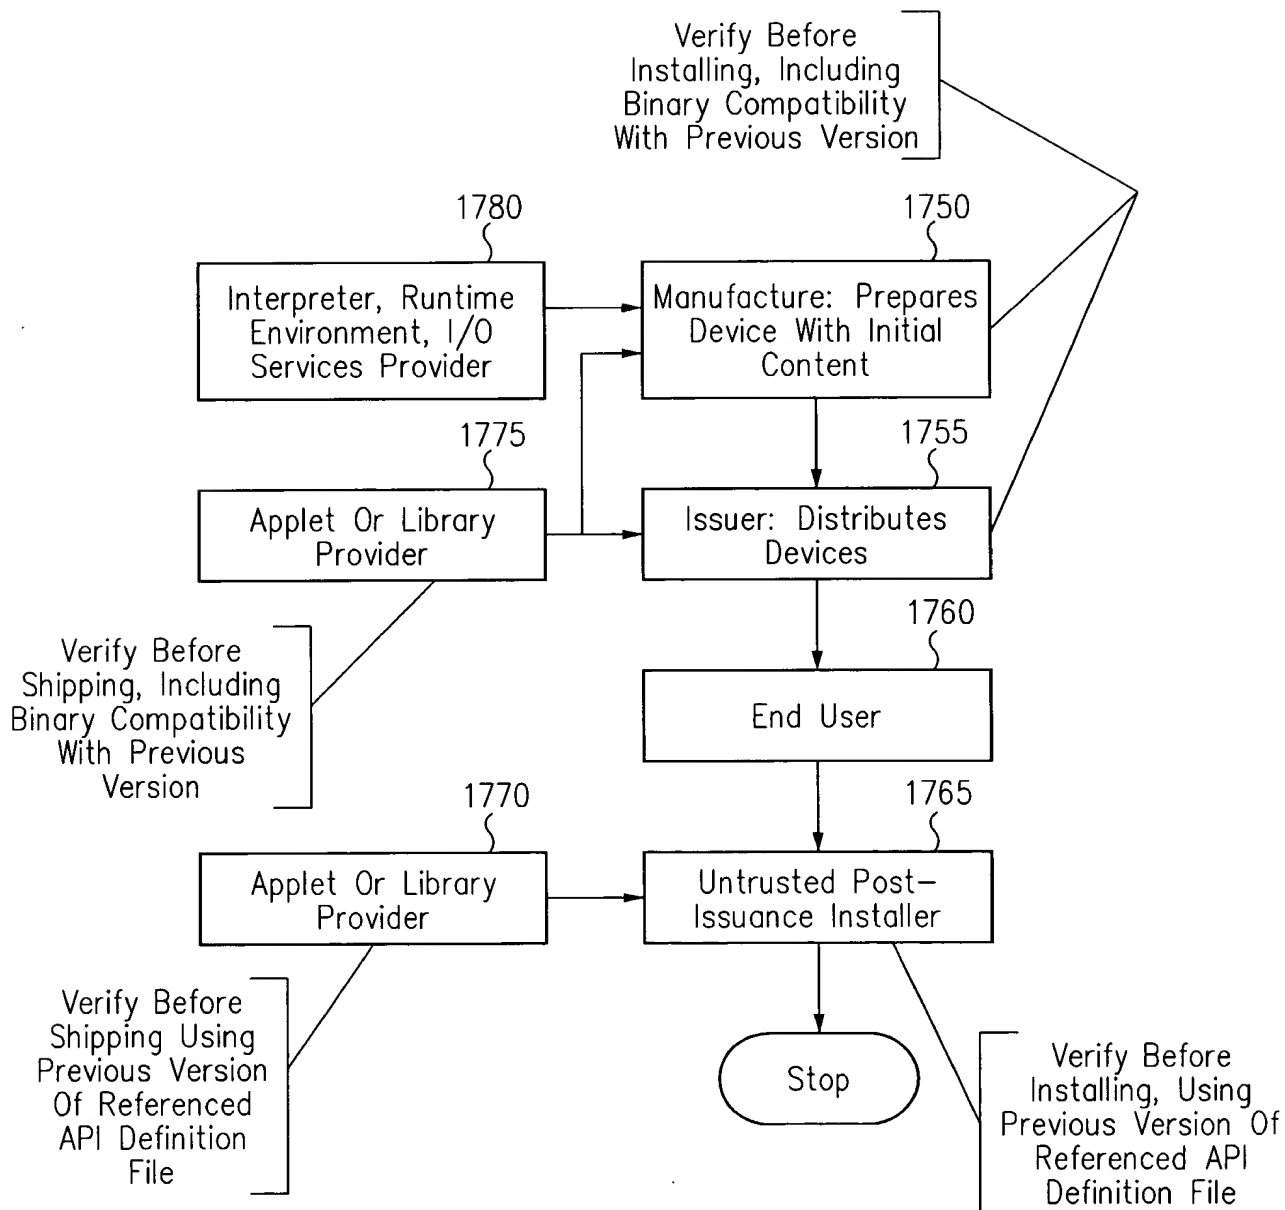 Verify Before
Installing, Including
Binary Compatibility
With Previous Version
1780
1750
Interpreter, Runtime
Environment, I/O
Services Provider
Manufacture: Prepares
Device With Initial
Content
1775
1755
Applet Or Library
Provider
Issuer: Distributes
Devices
1760
Verify Before
Shipping, Including
Binary Compatibility
With Previous
Version
End User
1770
1765
Applet Or Library
Provider
Untrusted Post-
Issuance Installer
Verify Before
Shipping Using
Previous Version
Of Referenced
API Definition
File
Stop
Verify Before
Installing, Using
Previous Version Of
Referenced API
Definition File